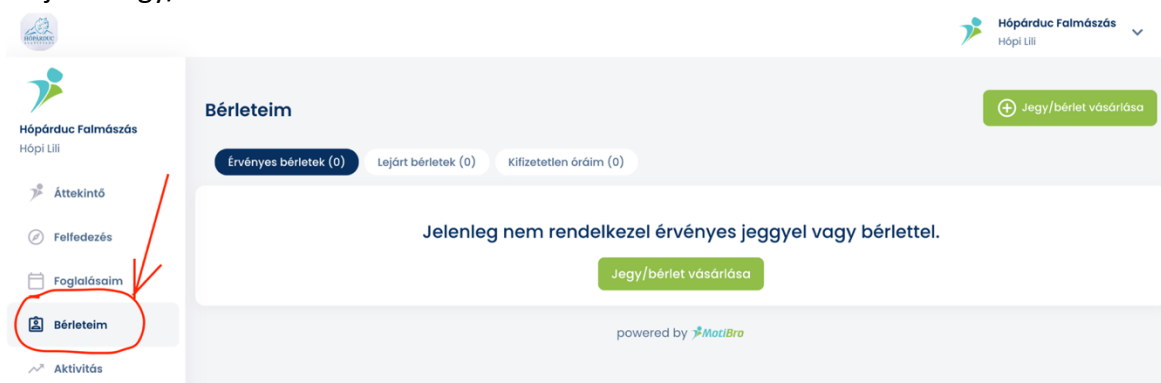 HÓPÁRDUC
Hópárduc Falmászás
Hópi Lili
Hópárduc Falmászás
Hópi Lili
Áttekintő
Felfedezés
Foglalásaim
Bérleteim
Aktivitás
Bérleteim
Jegy/bérlet vásárlása
Érvényes bérletek (0) Lejárt bérletek (0) Kifizetetlen óráim (0)
Jelenleg nem rendelkezel érvényes jeggyel vagy bérlettel.
Jegy/bérlet vásárlása
powered by MotiBro